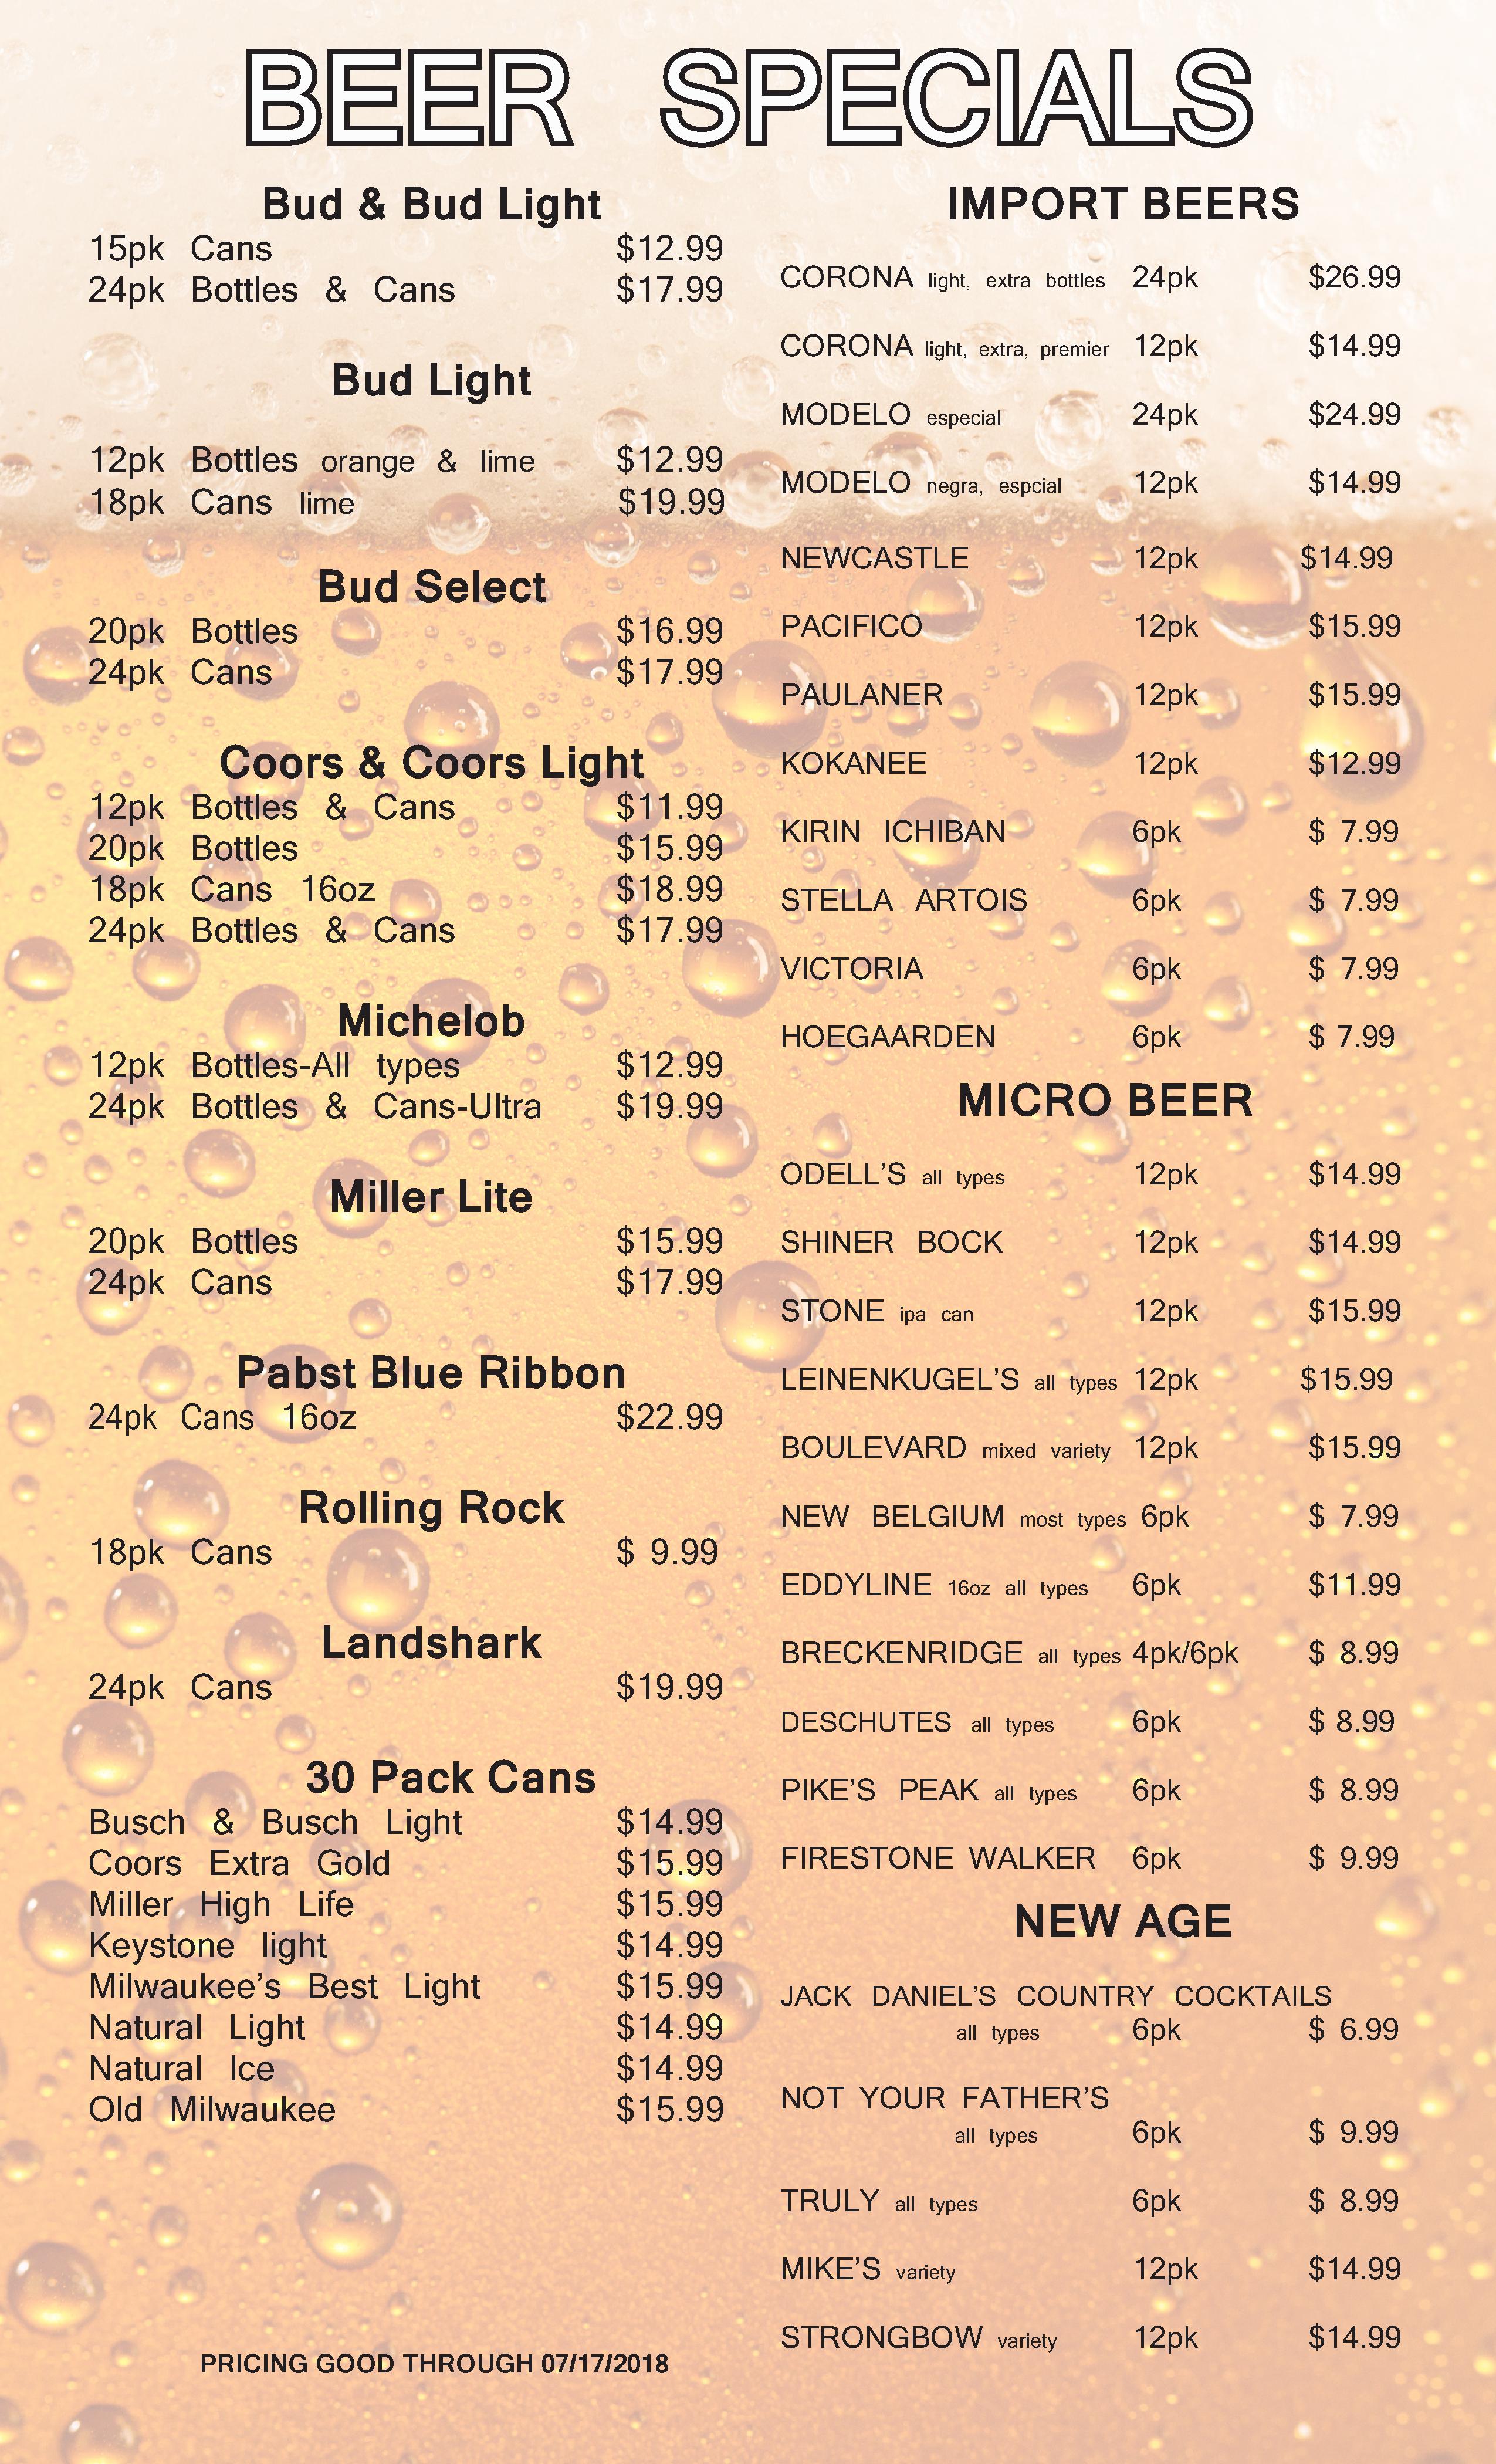 BEER SPECIALS
Bud & Bud Light
15pk Cans $12.99
24pk Bottles & Cans $17.99
Bud Light
12pk Bottles orange & lime $12.99
18pk Cans lime $19.99
Bud Select
20pk Bottles $16.99
24pk Cans $17.99
Coors & Coors Light
12pk Bottles & Cans $11.99
20pk Bottles $15.99
18pk Cans 16oz $18.99
24pk Bottles & Cans $17.99
Michelob
12pk Bottles-All types $12.99
24pk Bottles & Cans-Ultra $19.99
Miller Lite
20pk Bottles $15.99
24pk Cans $17.99
Pabst Blue Ribbon
24pk Cans 16oz $22.99
Rolling Rock
18pk Cans $ 9.99
Landshark
24pk Cans $19.99
30 Pack Cans
Busch & Busch Light $14.99
Coors Extra Gold $15.99
Miller High Life $15.99
Keystone light $14.99
Milwaukee's Best Light $15.99
Natural Light $14.99
Natural Ice $14.99
Old Milwaukee $15.99
PRICING GOOD THROUGH 07/17/2018
IMPORT BEERS
CORONA light, extra bottles 24pk $26.99
CORONA light, extra, premier 12pk $14.99
MODELO especial 24pk $24.99
MODELO negra, espcial 12pk $14.99
NEWCASTLE 12pk $14.99
PACIFICO 12pk $15.99
PAULANER 12pk $15.99
KOKANEE 12pk $12.99
KIRIN ICHIBAN 6pk $ 7.99
STELLA ARTOIS 6pk $ 7.99
VICTORIA 6pk $ 7.99
HOEGAARDEN 6pk $ 7.99
MICRO BEER
ODELL'S all types 12pk $14.99
SHINER BOCK 12pk $14.99
STONE ipa can 12pk $15.99
LEINENKUGEL'S all types 12pk $15.99
BOULEVARD mixed variety 12pk $15.99
NEW BELGIUM most types 6pk $ 7.99
EDDYLINE 16oz all types 6pk $11.99
BRECKENRIDGE all types 4pk/6pk $ 8.99
DESCHUTES all types 6pk $ 8.99
PIKE'S PEAK all types 6pk $ 8.99
FIRESTONE WALKER 6pk $ 9.99
NEW AGE
JACK DANIEL'S COUNTRY COCKTAILS
all types 6pk $ 6.99
NOT YOUR FATHER'S
all types 6pk $ 9.99
TRULY all types 6pk $ 8.99
MIKE'S variety 12pk $14.99
STRONGBOW variety 12pk $14.99